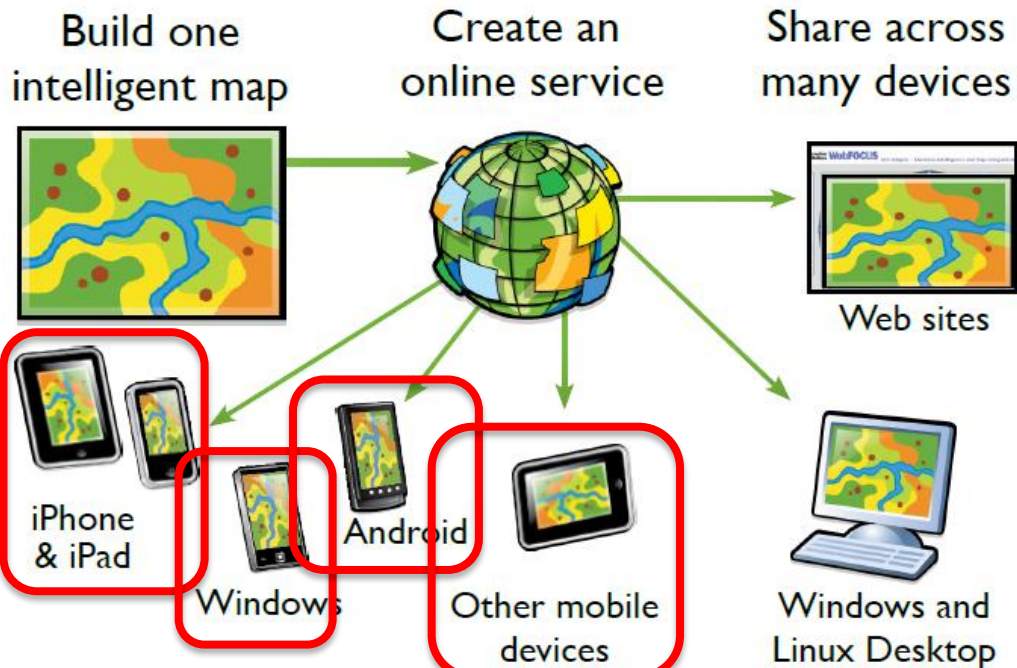 Build one
intelligent map
Create an
online service
Share across
many devices
WebFOCUS
Web sites
iPhone
& iPad
Windows
Android
Other mobile
devices
Windows and
Linux Desktop